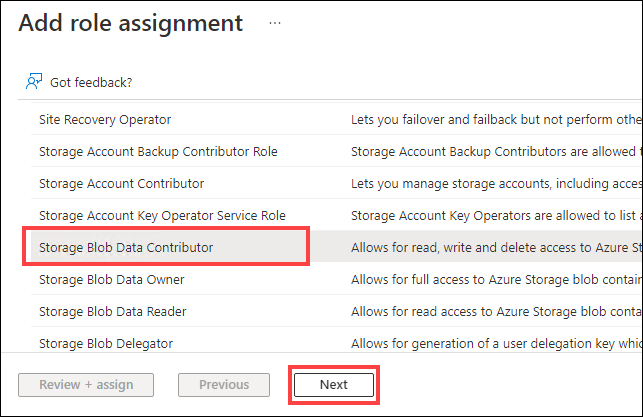 Add role assignment ...
Got feedback?
Site Recovery Operator Lets you failover and failback but not perform othe
Storage Account Backup Contributor Role Storage Account Backup Contributors are allowed t
Storage Account Contributor Lets you manage storage accounts, including acces
Storage Account Key Operator Service Role Storage Account Key Operators are allowed to list a
Storage Blob Data Contributor Allows for read, write and delete access to Azure Sto
Storage Blob Data Owner Allows for full access to Azure Storage blob contain
Storage Blob Data Reader Allows for read access to Azure Storage blob conta
Storage Blob Delegator Allows for generation of a user delegation key whic
Review + assign Previous Next